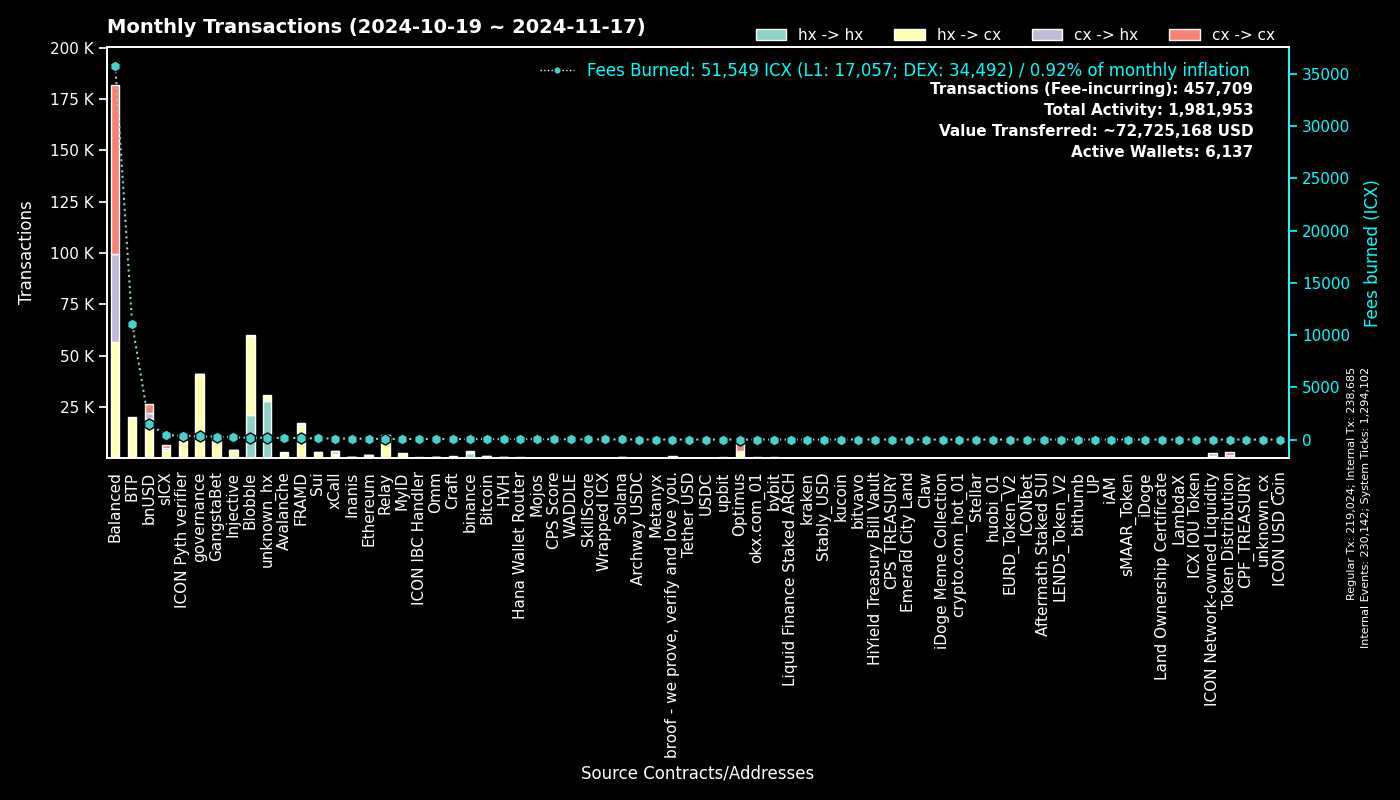 Monthly Transactions (2024-10-19 ~ 2024-11-17)
hx -> hx
hx -> cx
cx -> hx
cx -> cx
Fees Burned: 51,549 ICX (L1: 17,057; DEX: 34,492) / 0.92% of monthly inflation
Transactions (Fee-incurring): 457,709
Total Activity: 1,981,953
Value Transferred: ~72,725,168 USD
Active Wallets: 6,137
Transactions
200 K
175 K
150 K
125 K
100 K
75 K
50 K
25 K
35000
30000
25000
20000
15000
10000
5000
0
Fees burned (ICX)
Regular Tx: 219,024; Internal Tx: 238,685
Internal Events: 230,142; System Ticks: 1,294,102
Balanced
BTP
bnUSD
sICX
ICON Pyth verifier
governance
GangstaBet
Injective
Blobble
unknown_hx
Avalanche
FRAMD
Sui
xCall
Inanis
Ethereum
Relay
MyID
ICON IBC Handler
Omm
Craft
binance
Bitcoin
HVH
Hana Wallet Router
Mojos
CPS Score
WADDLE
SkillScore
Wrapped ICX
Solana
Archway USDC
Metanyx
broof - we prove, verify and love you.
Tether USD
USDC
upbit
Optimus
okx.com_01
bybit
Liquid Finance Staked ARCH
kraken
Stably_USD
kucoin
bitvavo
HiYield Treasury Bill Vault
CPS_TREASURY
Emerald City Land
Claw
iDoge Meme Collection
crypto.com_hot_01
Stellar
huobi_01
EURD_Token_V2
ICONbet
Aftermath Staked SUI
LEND5_Token_V2
bithumb
UP
iAM
sMAAR_Token
iDoge
Land Ownership Certificate
LambdaX
ICX IOU Token
ICON Network-owned Liquidity
Token Distribution
CPF_TREASURY
unknown_cx
ICON USD Coin
Source Contracts/Addresses